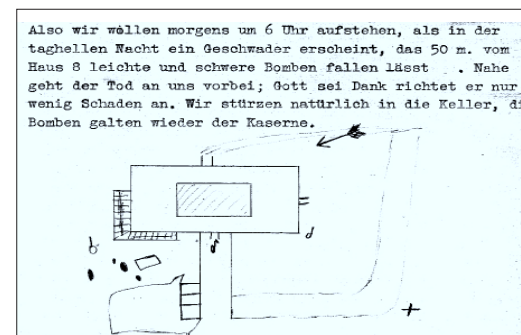 Also wir wollen morgens um 6 Uhr aufstehen, als in der
taghellen Nacht ein Geschwader erscheint, das 50 m. vom
Haus 8 leichte und schwere Bomben fallen lässt . Nahe
geht der Tod an uns vorbei; Gott sei Dank richtet er nur
wenig Schaden an. Wir stürzen natürlich in die Keller, di
Bomben galten wieder der Kaserne.
d